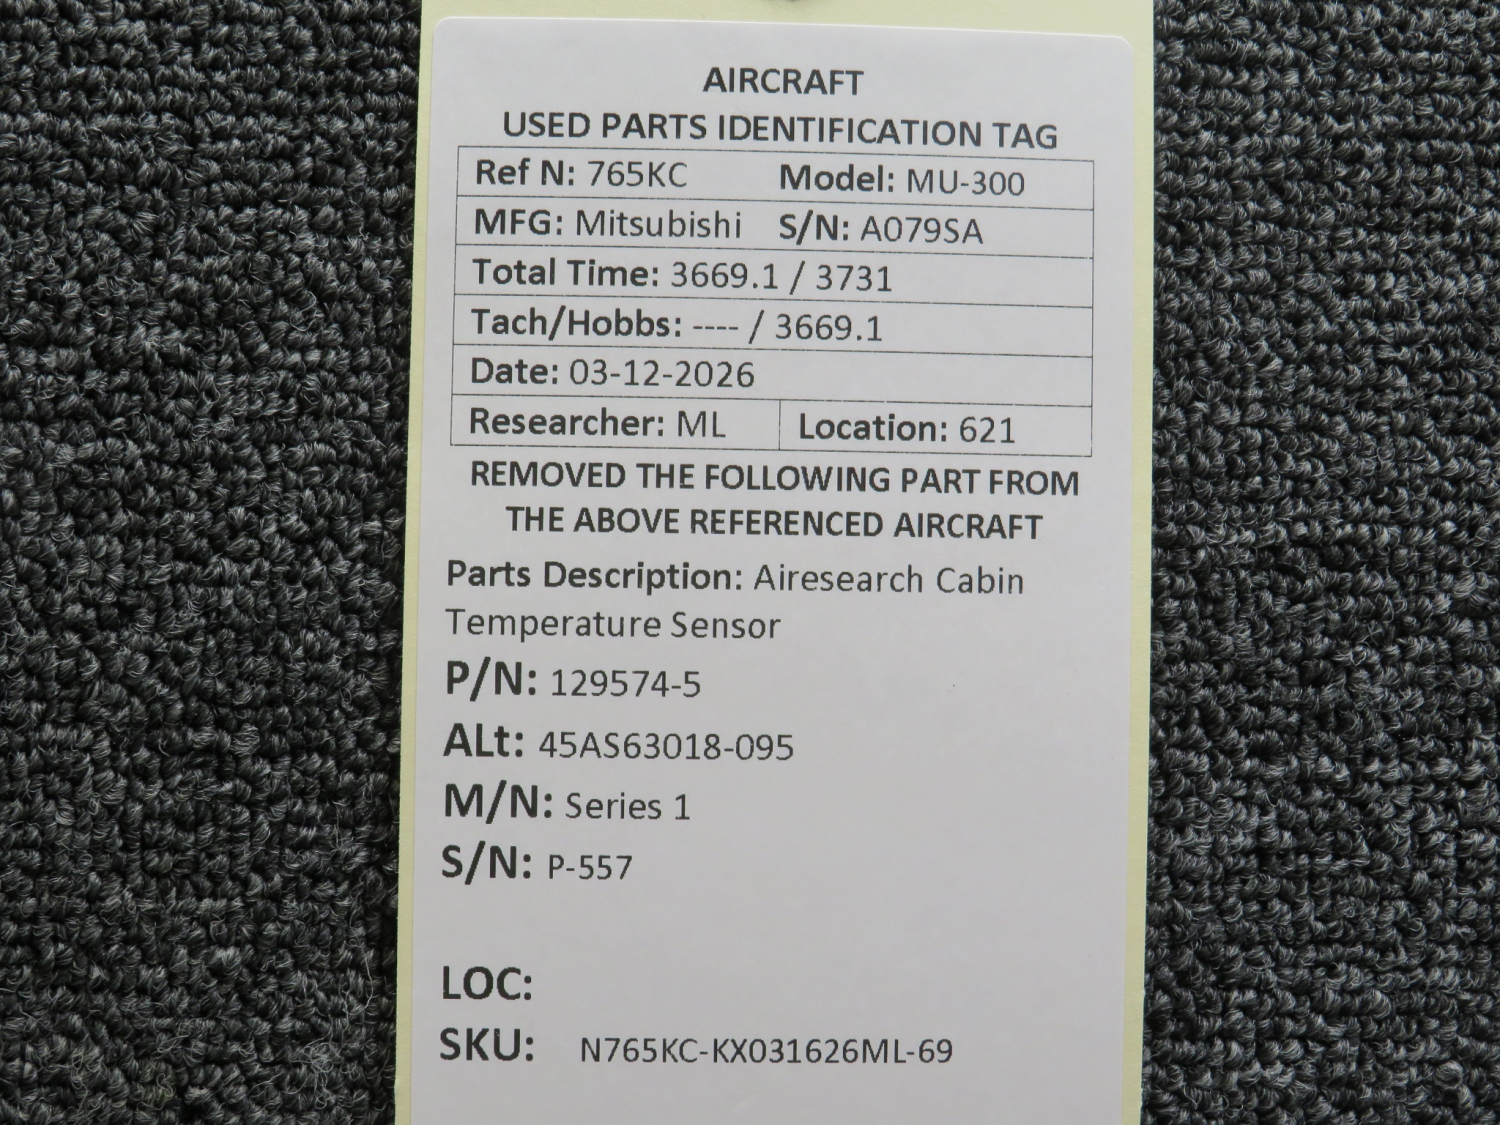 AIRCRAFT
USED PARTS IDENTIFICATION TAG
Ref N: 765KC Model: MU-300
MFG: Mitsubishi S/N: A079SA
Total Time: 3669.1 / 3731
Tach/Hobbs: ---- / 3669.1
Date: 03-12-2026
Researcher: ML Location: 621
REMOVED THE FOLLOWING PART FROM
THE ABOVE REFERENCED AIRCRAFT
Parts Description: Airesearch Cabin
Temperature Sensor
P/N: 129574-5
ALt: 45AS63018-095
M/N: Series 1
S/N: P-557
LOC:
SKU: N765KC-KX031626ML-69